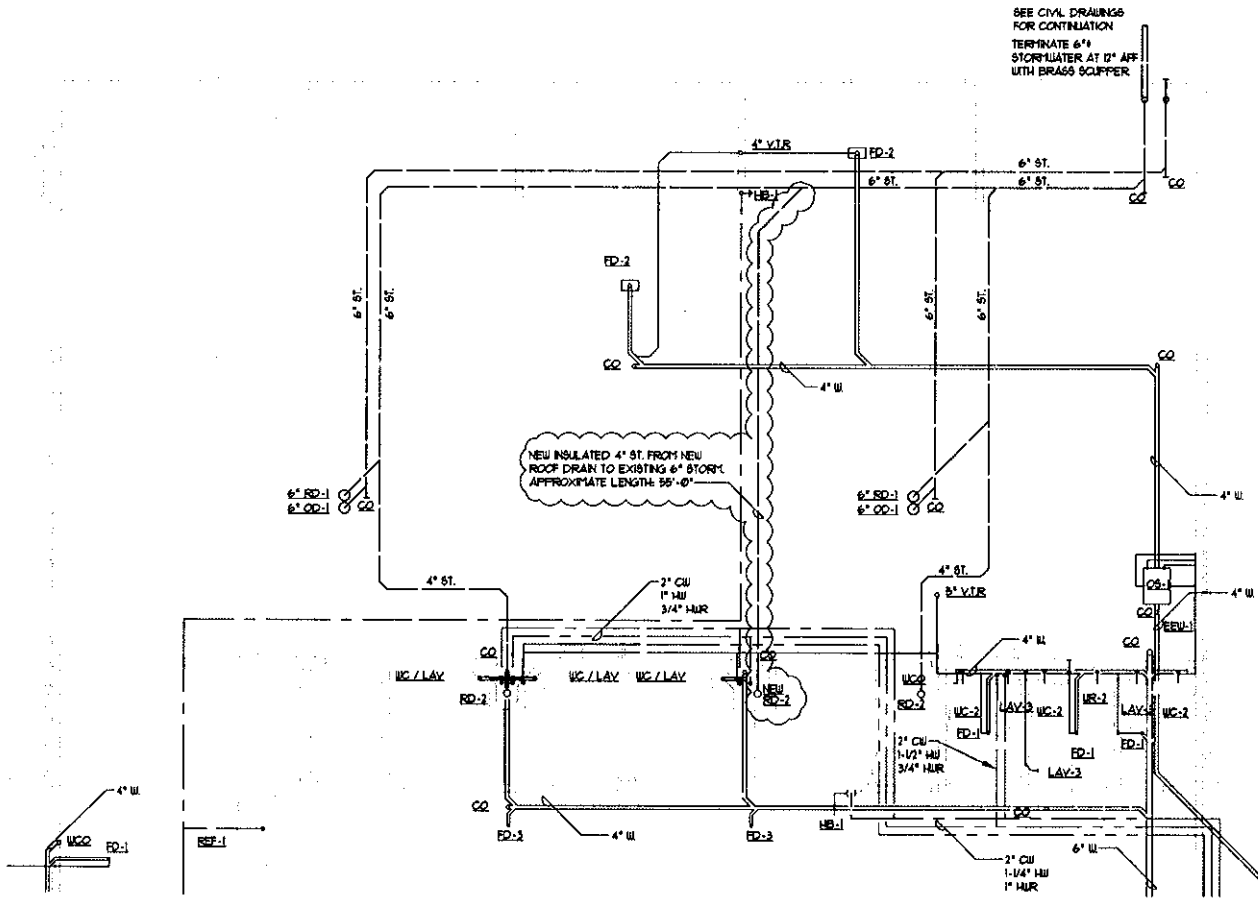 SEE CIVIL DRAWINGS
FOR CONTINUATION
TERMINATE 6"ø
STORMWATER AT 12" AFF
WITH BRASS SCUPPER
4" V.T.R
FD-2
6" ST.
6" ST.
CO
CO
HB-1
FD-2
6" ST.
6" ST.
6" ST.
6" ST.
CO
CO
4" W.
NEW INSULATED 4" ST. FROM NEW
ROOF DRAIN TO EXISTING 6" STORM.
APPROXIMATE LENGTH: 55'-0"
6" RD-1
6" OD-1
CO
6" RD-1
6" OD-1
CO
4" W.
4" ST.
2" CW
1" HW
3/4" HWR
4" ST.
3" V.T.R
OS-1
4" W.
CO
EEW-1
CO
4" W.
CO
CO
WC / LAV
WC / LAV
WC / LAV
WCO
RD-2
NEW
RD-2
RD-2
WC-2
LAV-3
WC-2
UR-2
LAV-3
WC-2
FD-1
FD-1
FD-1
LAV-3
2" CW
1-1/2" HW
3/4" HWR
4" W.
WCO
FD-1
REF-1
CO
FD-3
4" W.
FD-3
HB-1
CO
2" CW
1-1/4" HW
1" HWR
6" W.